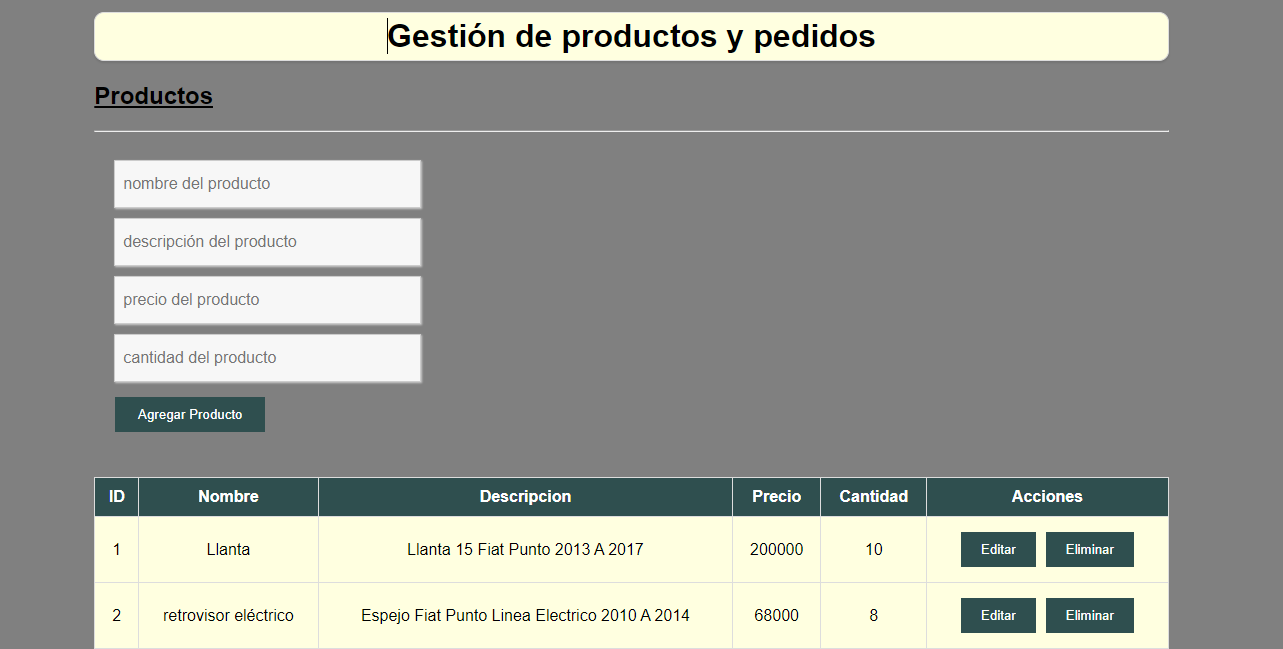 Gestión de productos y pedidos
Productos
nombre del producto
descripción del producto
precio del producto
cantidad del producto
Agregar Producto
ID Nombre Descripcion Precio Cantidad Acciones
1 Llanta Llanta 15 Fiat Punto 2013 A 2017 200000 10 Editar Eliminar
2 retrovisor eléctrico Espejo Fiat Punto Linea Electrico 2010 A 2014 68000 8 Editar Eliminar